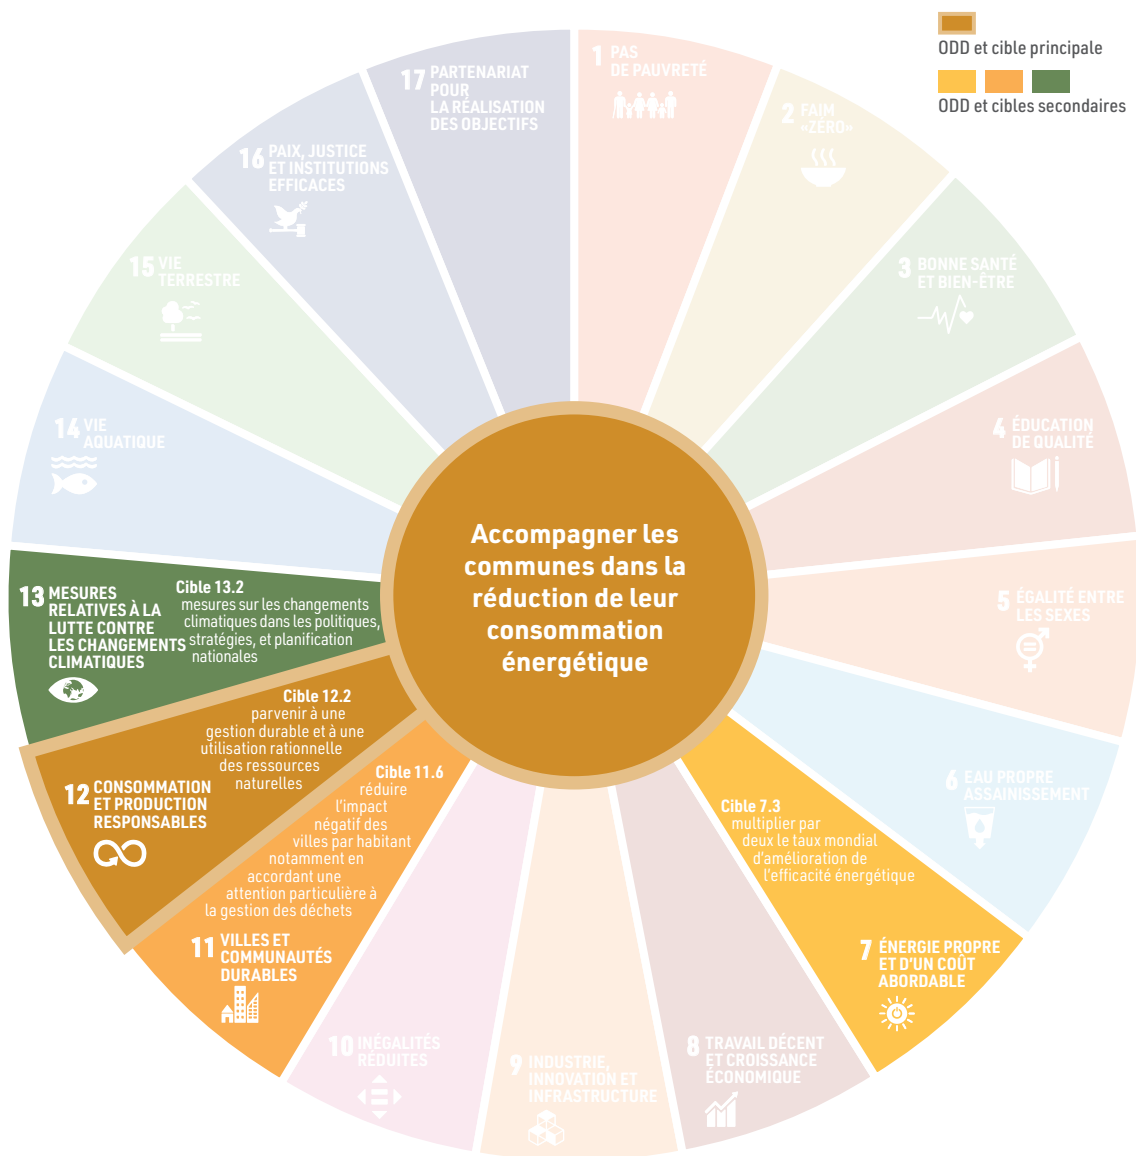 ODD et cible principale
ODD et cibles secondaires
1 PAS
DE PAUVRETÉ
2 FAIM
«ZÉRO»
3 BONNE SANTÉ
ET BIEN-ÊTRE
4 ÉDUCATION
DE QUALITÉ
5 ÉGALITÉ ENTRE
LES SEXES
6 EAU PROPRE
ASSAINISSEMENT
Cible 7.3
multiplier par
deux le taux mondial
d'amélioration de
l'efficacité énergétique
7 ÉNERGIE PROPRE
ET D'UN COÛT
ABORDABLE
8 TRAVAIL DÉCENT
ET CROISSANCE
ÉCONOMIQUE
9 INDUSTRIE,
INNOVATION ET
INFRASTRUCTURE
10 INÉGALITÉS
RÉDUITES
Cible 11.6
réduire
l'impact
négatif des
villes par habitant
notamment en
accordant une
attention particulière à
la gestion des déchets
11 VILLES ET
COMMUNAUTÉS
DURABLES
Cible 12.2
parvenir à une
gestion durable et à une
utilisation rationnelle
des ressources
naturelles
12 CONSOMMATION
ET PRODUCTION
RESPONSABLES
13 MESURES
RELATIVES À LA
LUTTE CONTRE
LES CHANGEMENTS
CLIMATIQUES
Cible 13.2
mesures sur les changements
climatiques dans les politiques,
stratégies, et planification
nationales
14 VIE
AQUATIQUE
15 VIE
TERRESTRE
16 PAIX, JUSTICE
ET INSTITUTIONS
EFFICACES
17 PARTENARIAT
POUR
LA RÉALISATION
DES OBJECTIFS
Accompagner les
communes dans la
réduction de leur
consommation
énergétique